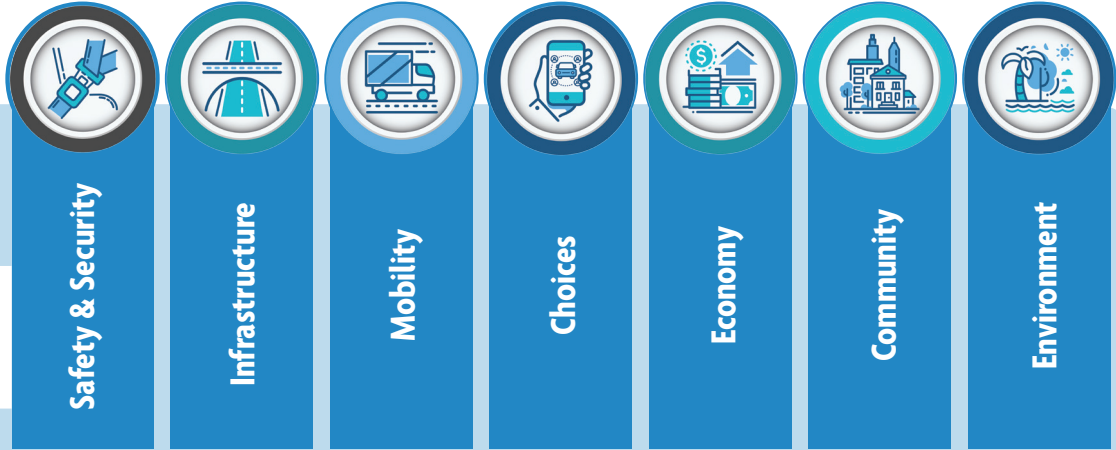 Safety & Security
Infrastructure
Mobility
Choices
Economy
Community
Environment